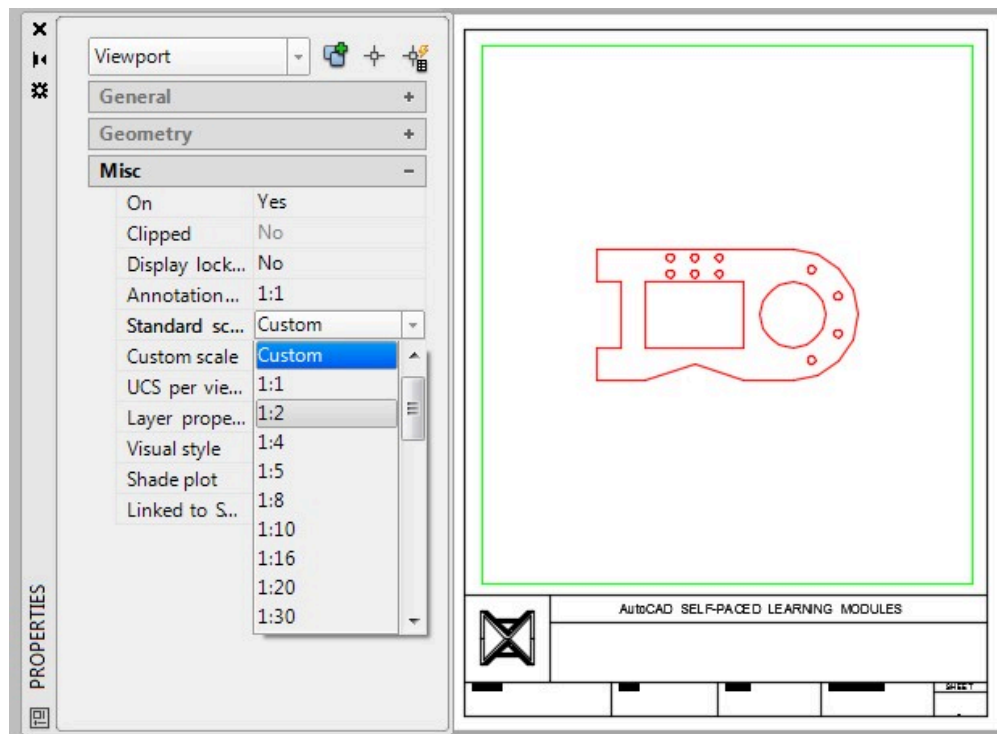 Viewport
General
Geometry
Misc
On Yes
Clipped No
Display lock... No
Annotation... 1:1
Standard sc... Custom
Custom scale Custom
UCS per vie... 1:1
Layer prope... 1:2
Visual style 1:4
Shade plot 1:5
Linked to S... 1:8
1:10
1:16
1:20
1:30
PROPERTIES
AutoCAD SELF-PACED LEARNING MODULES
SHEET